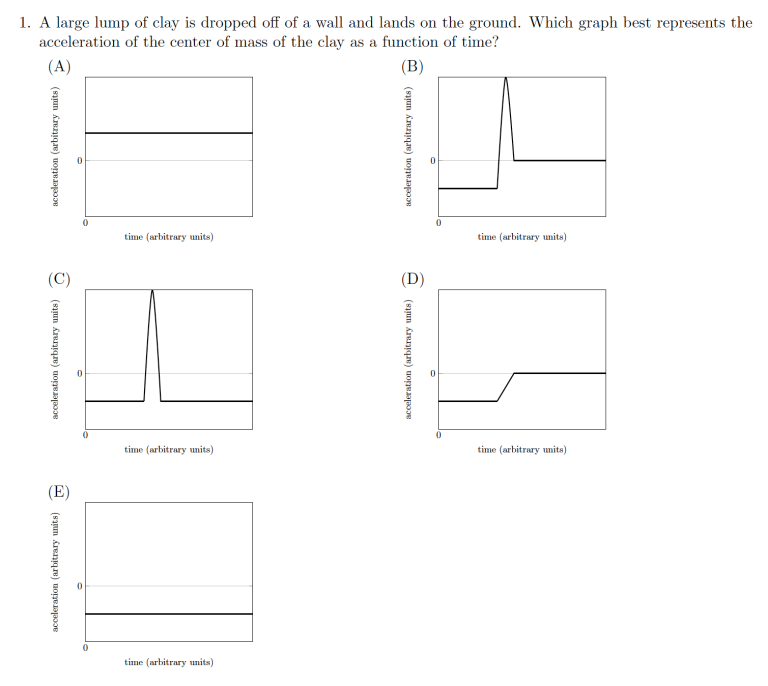 1. A large lump of clay is dropped off of a wall and lands on the ground. Which graph best represents the
acceleration of the center of mass of the clay as a function of time?
(A)
acceleration (arbitrary units)
0
0
time (arbitrary units)
(B)
acceleration (arbitrary units)
0
0
time (arbitrary units)
(C)
acceleration (arbitrary units)
0
0
time (arbitrary units)
(D)
acceleration (arbitrary units)
0
0
time (arbitrary units)
(E)
acceleration (arbitrary units)
0
0
time (arbitrary units)